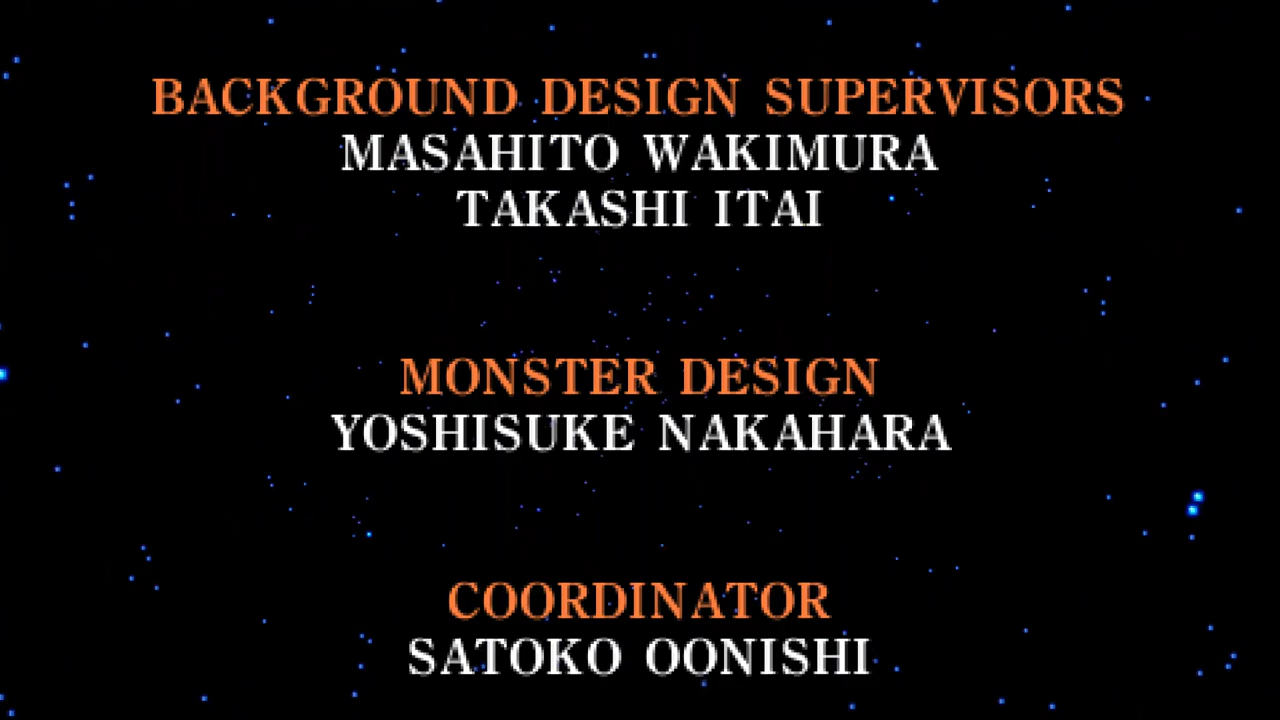 BACKGROUND DESIGN SUPERVISORS
MASAHITO WAKIMURA
TAKASHI ITAI
MONSTER DESIGN
YOSHISUKE NAKAHARA
COORDINATOR
SATOKO OONISHI